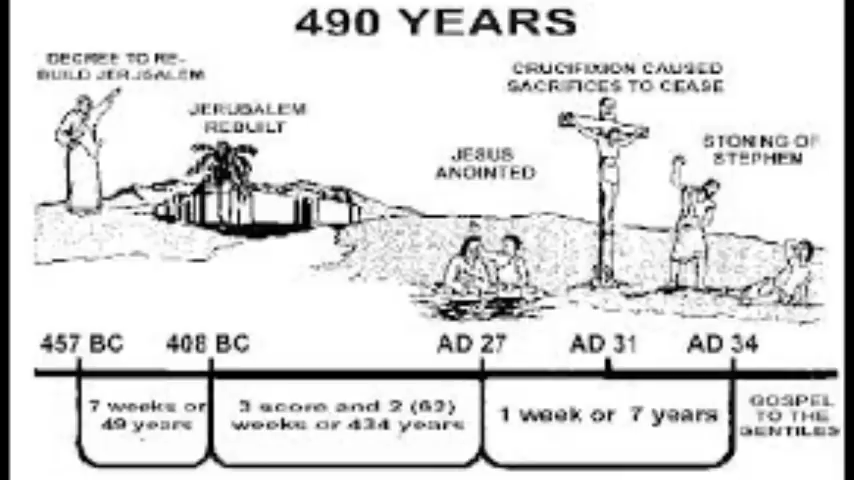 490 YEARS
DECREE TO RE-
BUILD JERUSALEM
JERUSALEM
REBUILT
CRUCIFIXION CAUSED
SACRIFICES TO CEASE
JESUS
ANOINTED
STONING OF
STEPHEN
457 BC
408 BC
AD 27
AD 31
AD 34
7 weeks or
49 years
3 score and 2 (62)
weeks or 434 years
1 week or 7 years
GOSPEL
TO THE
GENTILES